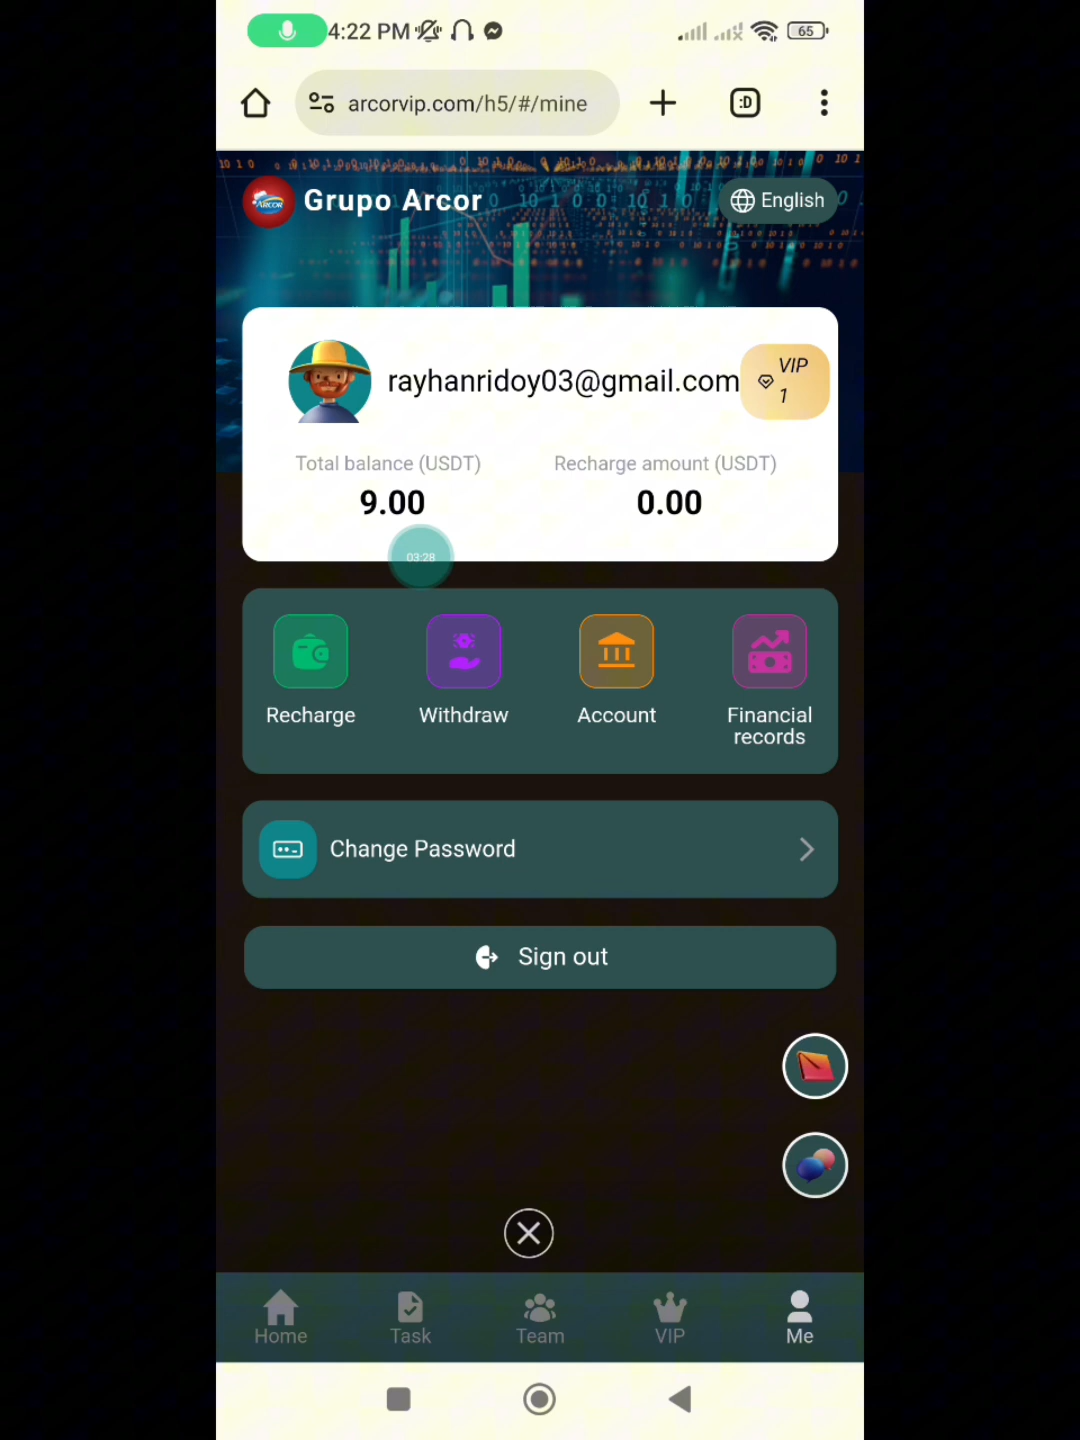 4:22 PM
65
arcorvip.com/h5/#/mine
:D
ARCOR
Grupo Arcor
English
rayhanridoy03@gmail.com
VIP
1
Total balance (USDT)
Recharge amount (USDT)
9.00
0.00
03:28
Recharge
Withdraw
Account
Financial
records
Change Password
Sign out
Home
Task
Team
VIP
Me